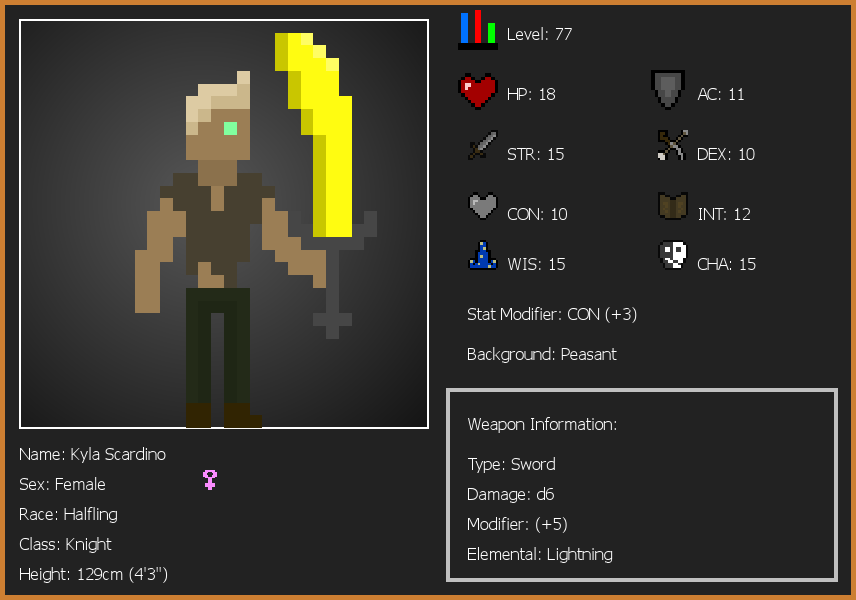 Level: 77
HP: 18
AC: 11
STR: 15
DEX: 10
CON: 10
INT: 12
WIS: 15
CHA: 15
Stat Modifier: CON (+3)
Background: Peasant
Weapon Information:
Type: Sword
Damage: d6
Modifier: (+5)
Elemental: Lightning
Name: Kyla Scardino
Sex: Female
Race: Halfling
Class: Knight
Height: 129cm (4'3")